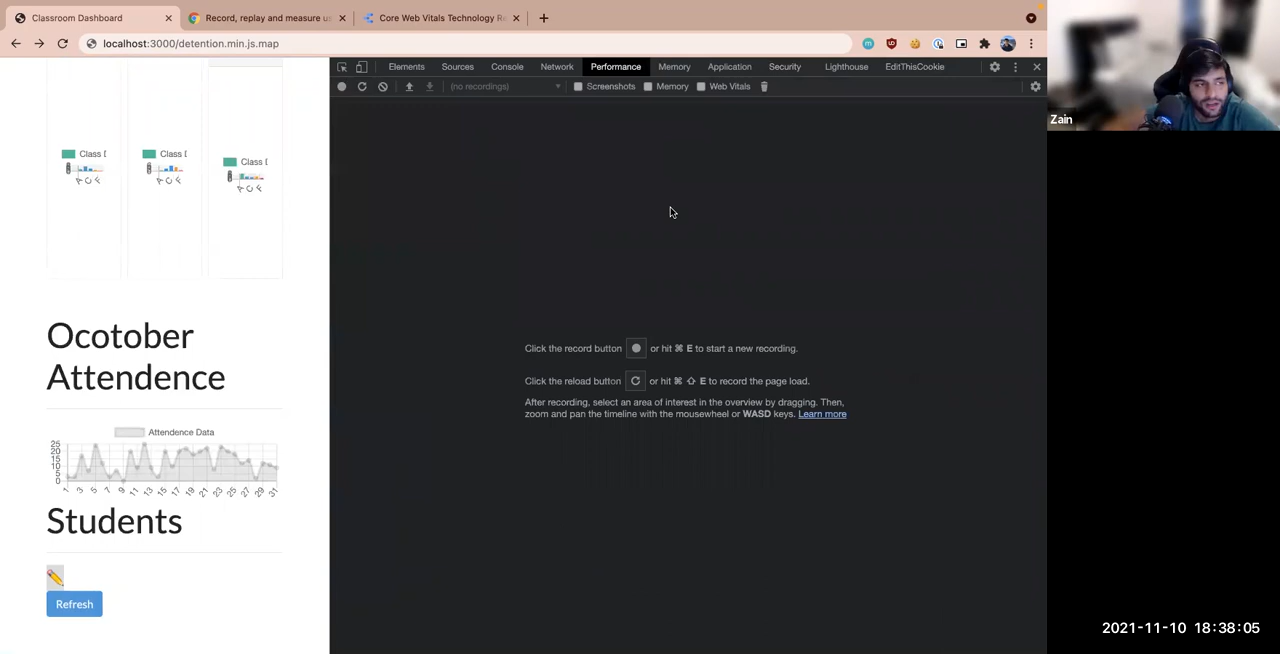 Classroom Dashboard
Record, replay and measure us
Core Web Vitals Technology Re
localhost:3000/detention.min.js.map
Elements Sources Console Network Performance Memory Application Security Lighthouse EditThisCookie
(no recordings) Screenshots Memory Web Vitals
Zain
Class D
Class D
Class D
A C F
A C F
A C F
Click the record button or hit ⌘ E to start a new recording.
Click the reload button or hit ⌘ ⇧ E to record the page load.
After recording, select an area of interest in the overview by dragging. Then,
zoom and pan the timeline with the mousewheel or WASD keys. Learn more
Ocotober
Attendence
Attendence Data
25
20
15
10
5
0
1 3 5 7 9 11 13 15 17 19 21 23 25 27 29 31
Students
Refresh
2021-11-10 18:38:05